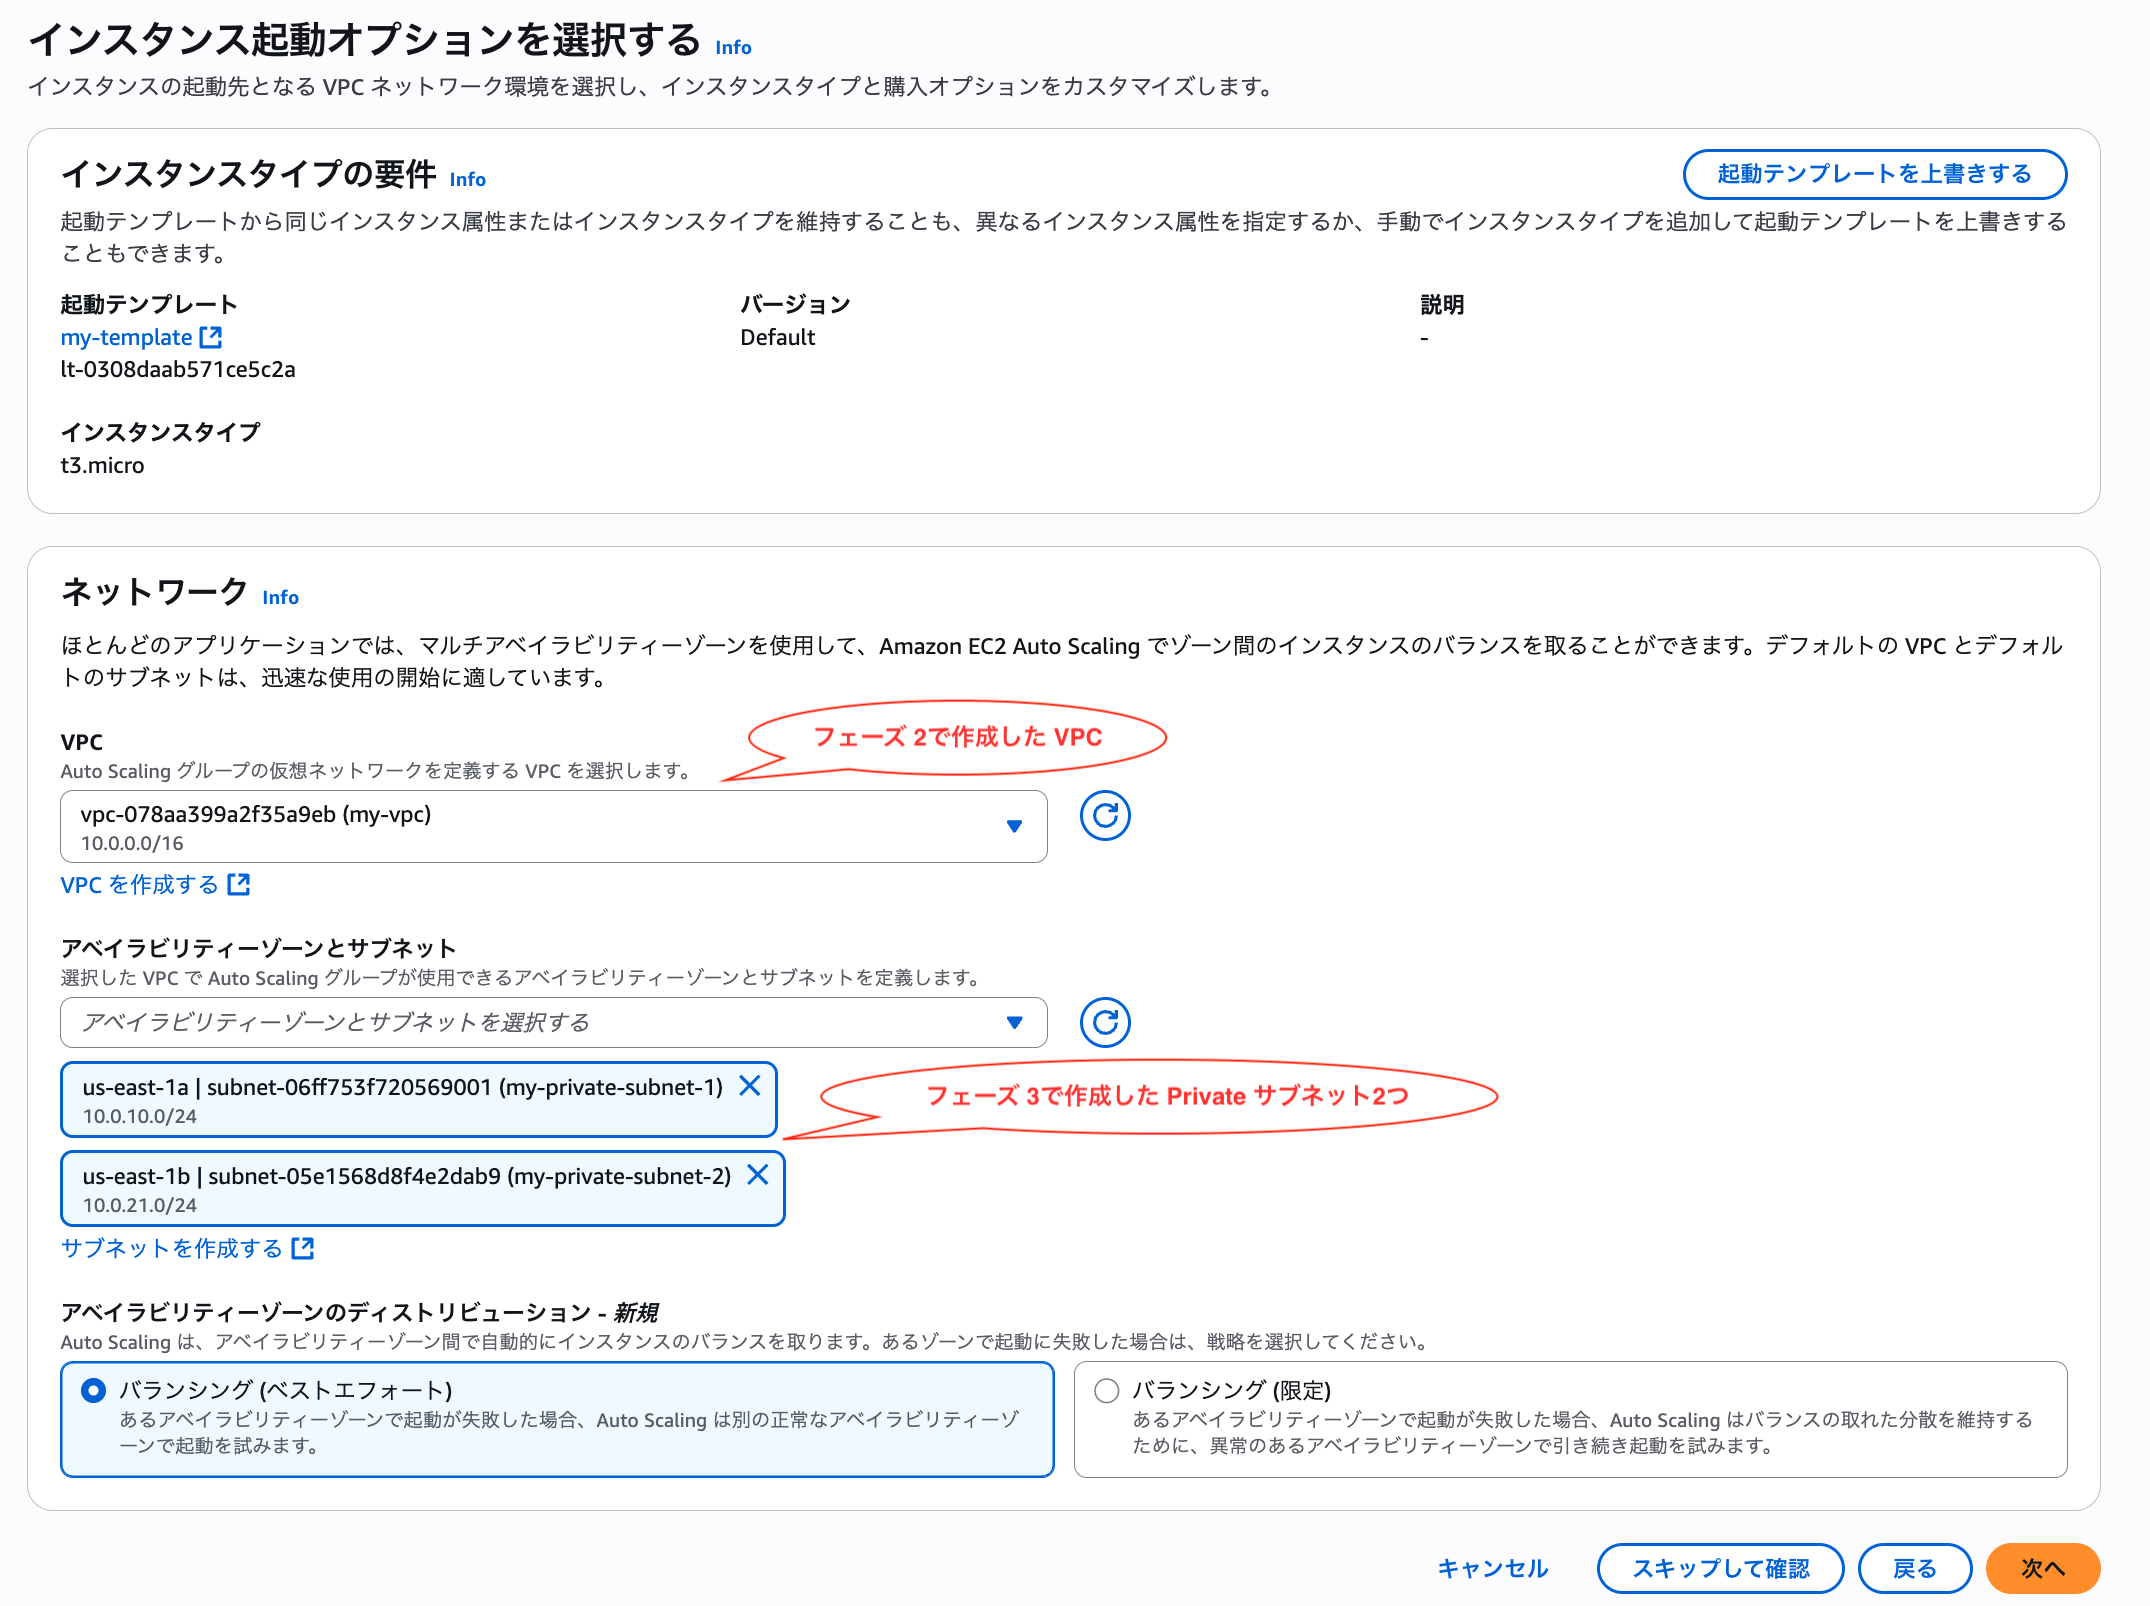 インスタンス起動オプションを選択する Info
インスタンスの起動先となる VPC ネットワーク環境を選択し、インスタンスタイプと購入オプションをカスタマイズします。
インスタンスタイプの要件 Info
起動テンプレートを上書きする
起動テンプレートから同じインスタンス属性またはインスタンスタイプを維持することも、異なるインスタンス属性を指定するか、手動でインスタンスタイプを追加して起動テンプレートを上書きする
こともできます。
起動テンプレート
my-template
lt-0308daab571ce5c2a
バージョン
Default
説明
-
インスタンスタイプ
t3.micro
ネットワーク Info
ほとんどのアプリケーションでは、マルチアベイラビリティーゾーンを使用して、Amazon EC2 Auto Scaling でゾーン間のインスタンスのバランスを取ることができます。デフォルトの VPC とデフォル
トのサブネットは、迅速な使用の開始に適しています。
フェーズ 2で作成した VPC
VPC
Auto Scaling グループの仮想ネットワークを定義する VPC を選択します。
vpc-078aa399a2f35a9eb (my-vpc)
10.0.0.0/16
VPC を作成する
アベイラビリティーゾーンとサブネット
選択した VPC で Auto Scaling グループが使用できるアベイラビリティーゾーンとサブネットを定義します。
アベイラビリティーゾーンとサブネットを選択する
us-east-1a | subnet-06ff753f720569001 (my-private-subnet-1)
10.0.10.0/24
フェーズ 3で作成した Private サブネット2つ
us-east-1b | subnet-05e1568d8f4e2dab9 (my-private-subnet-2)
10.0.21.0/24
サブネットを作成する
アベイラビリティーゾーンのディストリビューション - 新規
Auto Scaling は、アベイラビリティーゾーン間で自動的にインスタンスのバランスを取ります。あるゾーンで起動に失敗した場合は、戦略を選択してください。
バランシング (ベストエフォート)
あるアベイラビリティーゾーンで起動が失敗した場合、Auto Scaling は別の正常なアベイラビリティーゾ
ーンで起動を試みます。
バランシング (限定)
あるアベイラビリティーゾーンで起動が失敗した場合、Auto Scaling はバランスの取れた分散を維持する
ために、異常のあるアベイラビリティーゾーンで引き続き起動を試みます。
キャンセル
スキップして確認
戻る
次へ